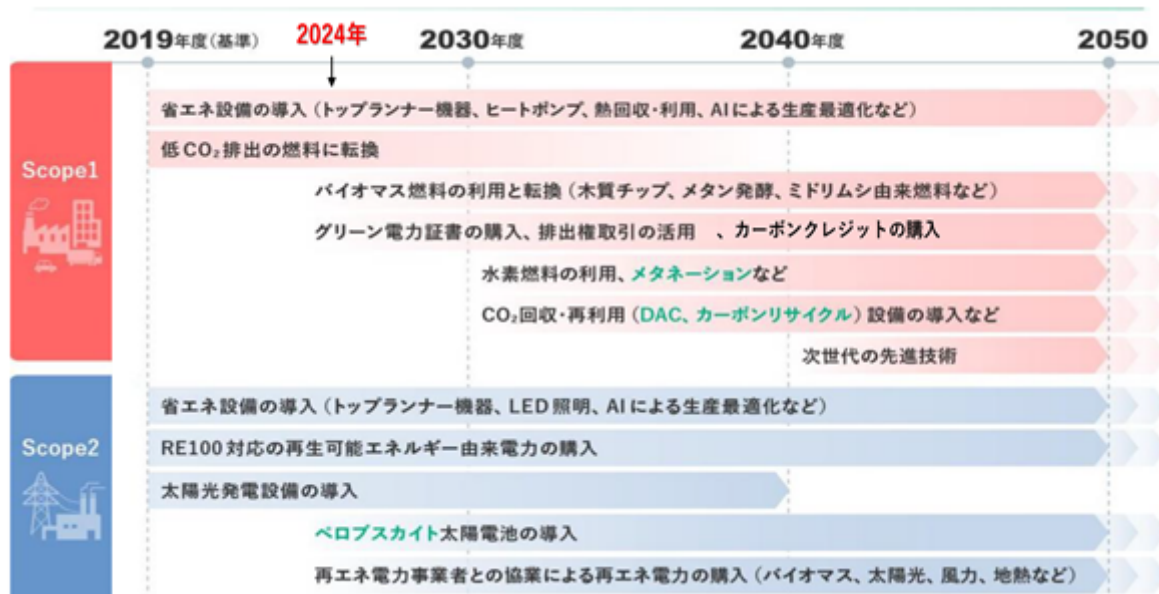 2019年度(基準) 2024年 2030年度 2040年度 2050
Scope1
省エネ設備の導入(トップランナー機器、ヒートポンプ、熱回収・利用、AIによる生産最適化など)
低CO₂排出の燃料に転換
バイオマス燃料の利用と転換(木質チップ、メタン発酵、ミドリムシ由来燃料など)
グリーン電力証書の購入、排出権取引の活用 、カーボンクレジットの購入
水素燃料の利用、メタネーションなど
CO₂回収・再利用(DAC、カーボンリサイクル)設備の導入など
次世代の先進技術
Scope2
省エネ設備の導入(トップランナー機器、LED照明、AIによる生産最適化など)
RE100対応の再生可能エネルギー由来電力の購入
太陽光発電設備の導入
ペロブスカイト太陽電池の導入
再エネ電力事業者との協業による再エネ電力の購入(バイオマス、太陽光、風力、地熱など)